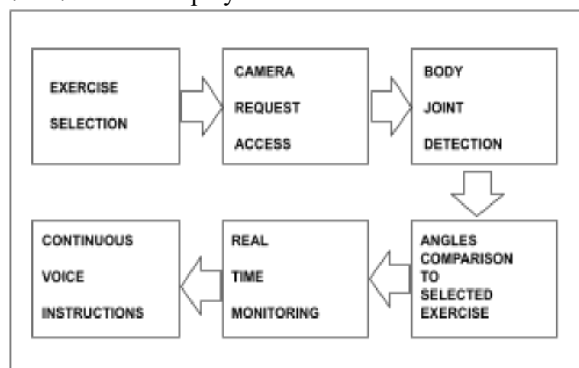 EXERCISE
SELECTION
CAMERA
REQUEST
ACCESS
BODY
JOINT
DETECTION
ANGLES
COMPARISON
TO
SELECTED
EXERCISE
REAL
TIME
MONITORING
CONTINUOUS
VOICE
INSTRUCTIONS